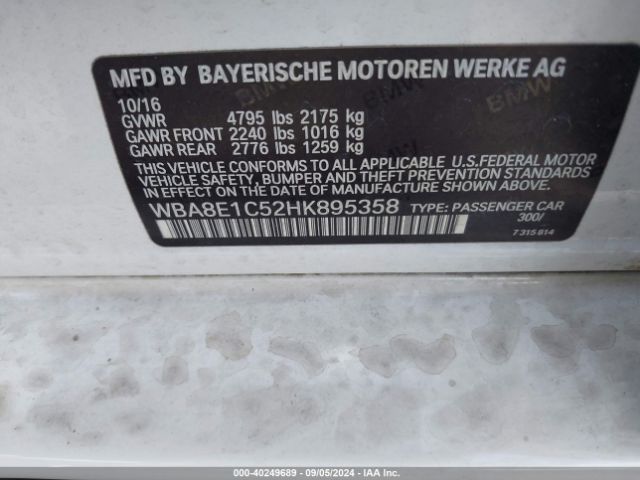 MFD BY BAYERISCHE MOTOREN WERKE AG
10/16
GVWR 4795 lbs 2175 kg
GAWR FRONT 2240 lbs 1016 kg
GAWR REAR 2776 lbs 1259 kg
THIS VEHICLE CONFORMS TO ALL APPLICABLE U.S.FEDERAL MOTOR
VEHICLE SAFETY, BUMPER AND THEFT PREVENTION STANDARDS
IN EFFECT ON THE DATE OF MANUFACTURE SHOWN ABOVE.
WBA8E1C52HK895358 TYPE: PASSENGER CAR
300/
7 315 814
000-40249689 - 09/05/2024 - IAA Inc.